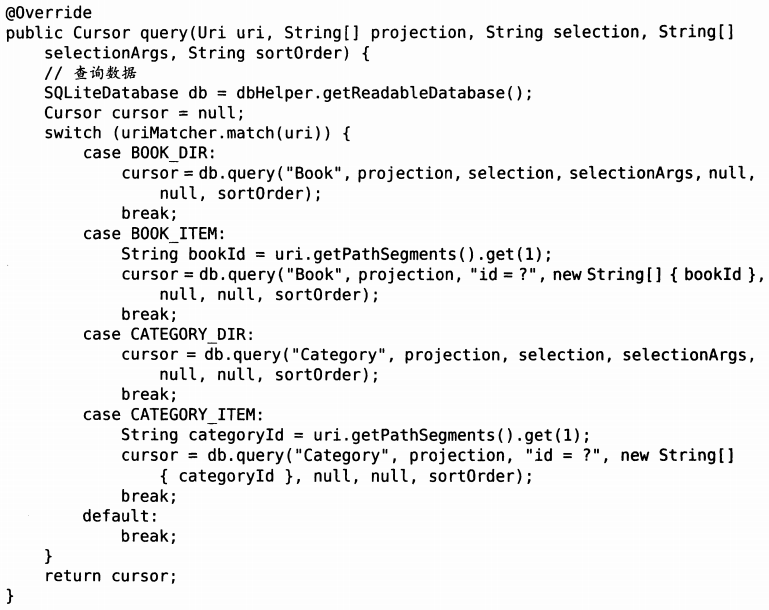 @Override
public Cursor query(Uri uri, String[] projection, String selection, String[]
    selectionArgs, String sortOrder) {
    // 查询数据
    SQLiteDatabase db = dbHelper.getReadableDatabase();
    Cursor cursor = null;
    switch (uriMatcher.match(uri)) {
        case BOOK_DIR:
            cursor = db.query("Book", projection, selection, selectionArgs, null,
                null, sortOrder);
            break;
        case BOOK_ITEM:
            String bookId = uri.getPathSegments().get(1);
            cursor = db.query("Book", projection, "id = ?", new String[] { bookId },
                null, null, sortOrder);
            break;
        case CATEGORY_DIR:
            cursor = db.query("Category", projection, selection, selectionArgs,
                null, null, sortOrder);
            break;
        case CATEGORY_ITEM:
            String categoryId = uri.getPathSegments().get(1);
            cursor = db.query("Category", projection, "id = ?", new String[]
                { categoryId }, null, null, sortOrder);
            break;
        default:
            break;
    }
    return cursor;
}